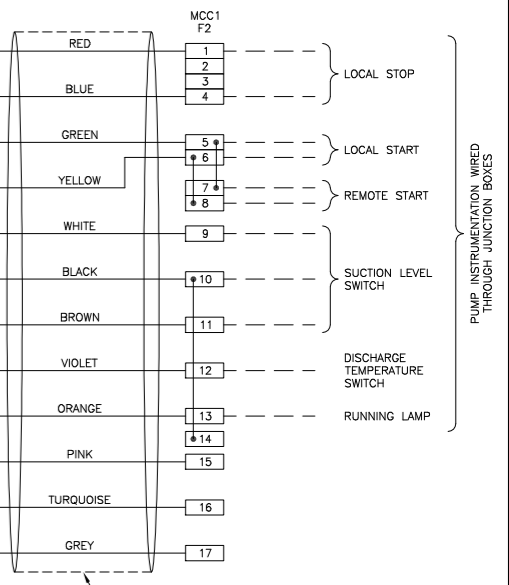 MCC1
F2
RED
1
2
3
BLUE
4
LOCAL STOP
GREEN
5
6
LOCAL START
YELLOW
7
8
REMOTE START
WHITE
9
BLACK
10
SUCTION LEVEL
SWITCH
BROWN
11
VIOLET
12
DISCHARGE
TEMPERATURE
SWITCH
ORANGE
13
RUNNING LAMP
14
PINK
15
TURQUOISE
16
GREY
17
PUMP INSTRUMENTATION WIRED
THROUGH JUNCTION BOXES